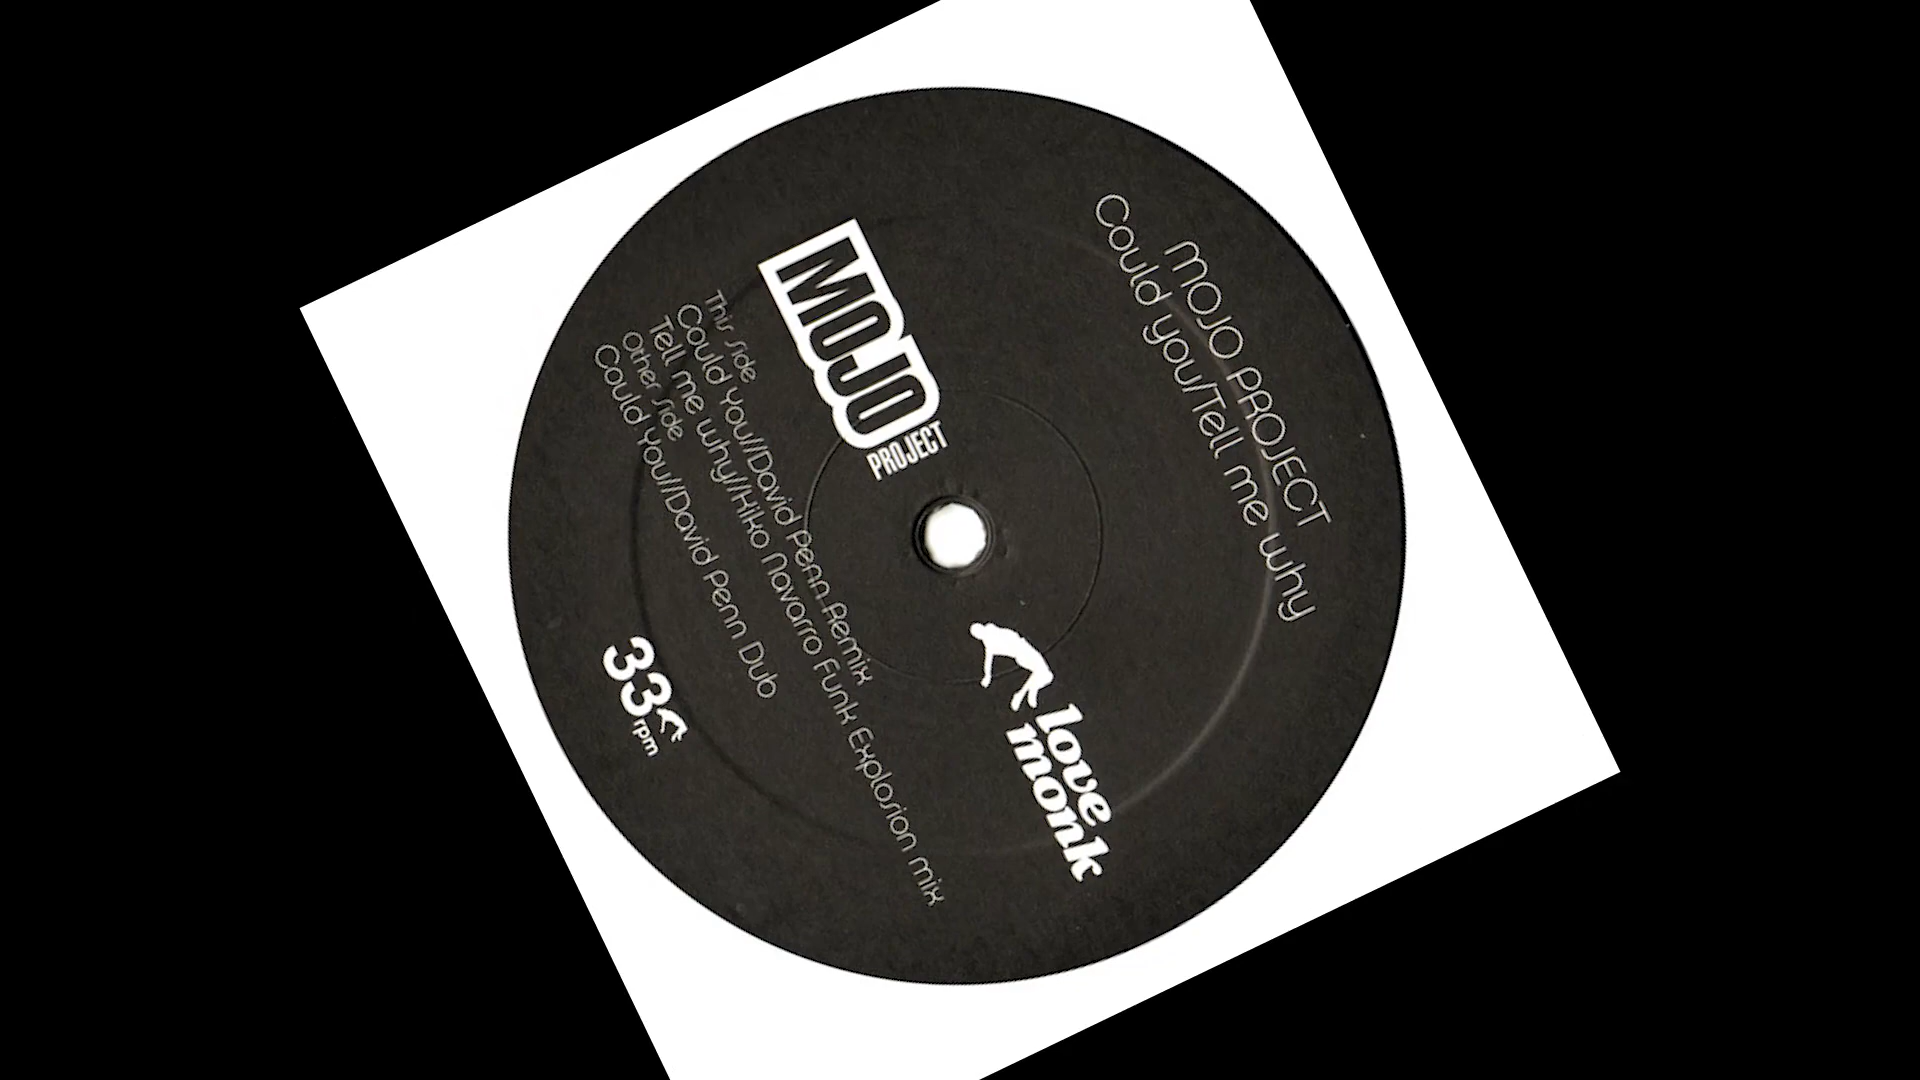 MOJO PROJECT
Could you/Tell me why
MOJO
PROJECT
love
monk
This side
Could You//David Penn Remix
Tell me why//Kiko Navarro Funk Explosion mix
Other side
Could You//David Penn Dub
33
rpm